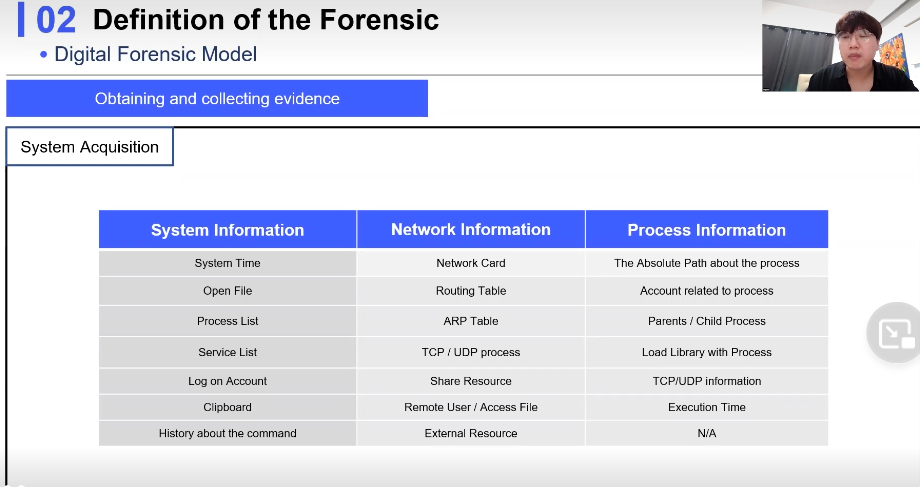 02 Definition of the Forensic
• Digital Forensic Model
Obtaining and collecting evidence
System Acquisition
System Information Network Information Process Information
System Time Network Card The Absolute Path about the process
Open File Routing Table Account related to process
Process List ARP Table Parents / Child Process
Service List TCP / UDP process Load Library with Process
Log on Account Share Resource TCP/UDP information
Clipboard Remote User / Access File Execution Time
History about the command External Resource N/A